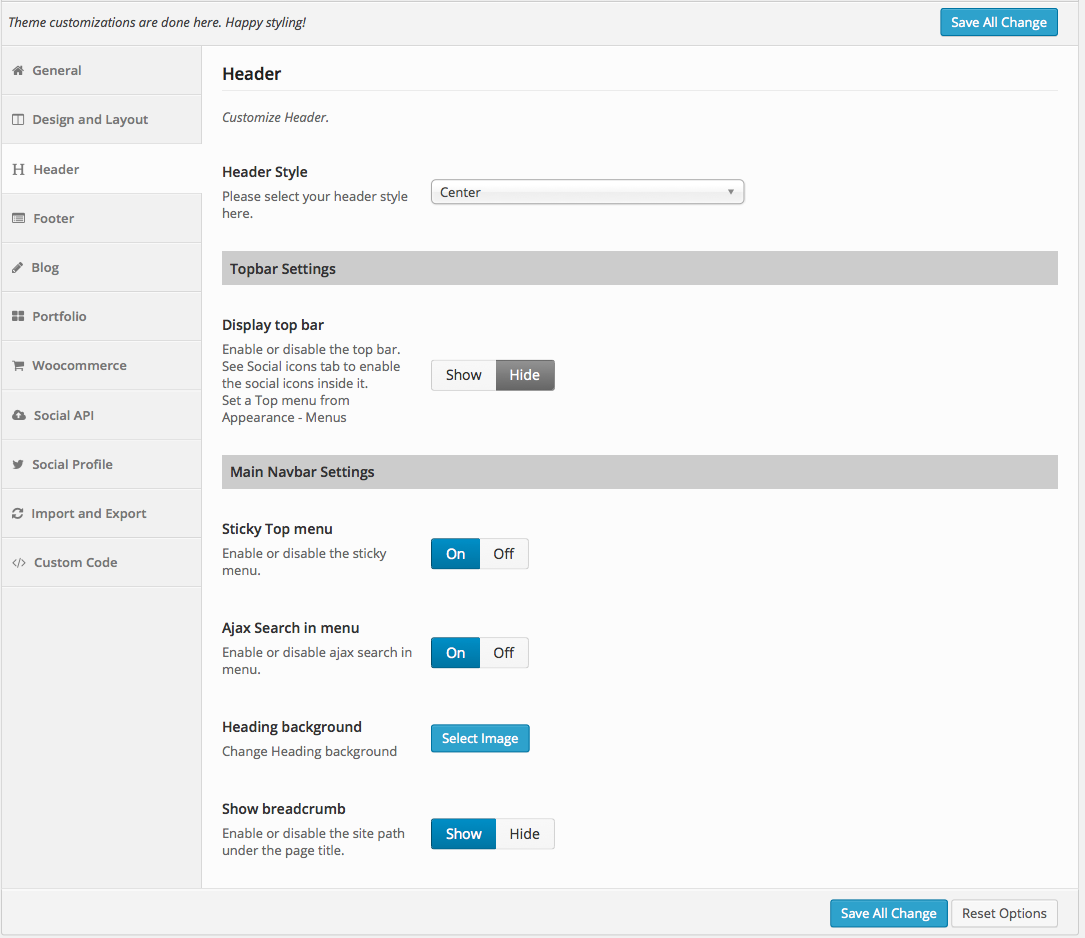 Theme customizations are done here. Happy styling!
Save All Change
General
Design and Layout
Header
Footer
Blog
Portfolio
Woocommerce
Social API
Social Profile
Import and Export
Custom Code
Header
Customize Header.
Header Style
Please select your header style
here.
Center
Topbar Settings
Display top bar
Enable or disable the top bar.
See Social icons tab to enable
the social icons inside it.
Set a Top menu from
Appearance - Menus
Show Hide
Main Navbar Settings
Sticky Top menu
Enable or disable the sticky
menu.
On Off
Ajax Search in menu
Enable or disable ajax search in
menu.
On Off
Heading background
Change Heading background
Select Image
Show breadcrumb
Enable or disable the site path
under the page title.
Show Hide
Save All Change Reset Options